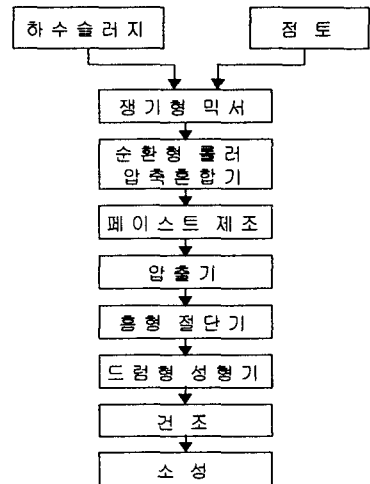 하수슬러지
점토
쟁기형 믹서
순환형 롤러
압축혼합기
페이스트 제조
압출기
홈형 절단기
드럼형 성형기
건조
소성